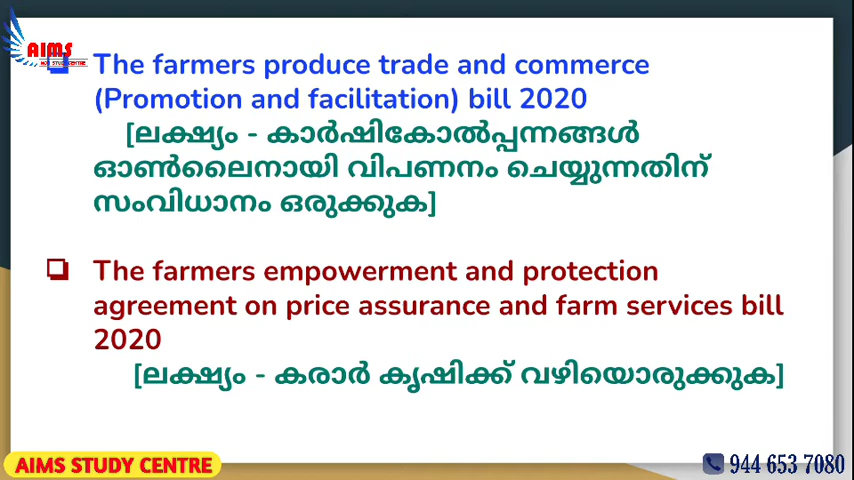 AIMS
The farmers produce trade and commerce
(Promotion and facilitation) bill 2020
[ലക്ഷ്യം - കാർഷികോൽപ്പന്നങ്ങൾ
ഓൺലൈനായി വിപണനം ചെയ്യുന്നതിന്
സംവിധാനം ഒരുക്കുക]
The farmers empowerment and protection
agreement on price assurance and farm services bill
2020
[ലക്ഷ്യം - കരാർ കൃഷിക്ക് വഴിയൊരുക്കുക]
AIMS STUDY CENTRE
944 653 7080